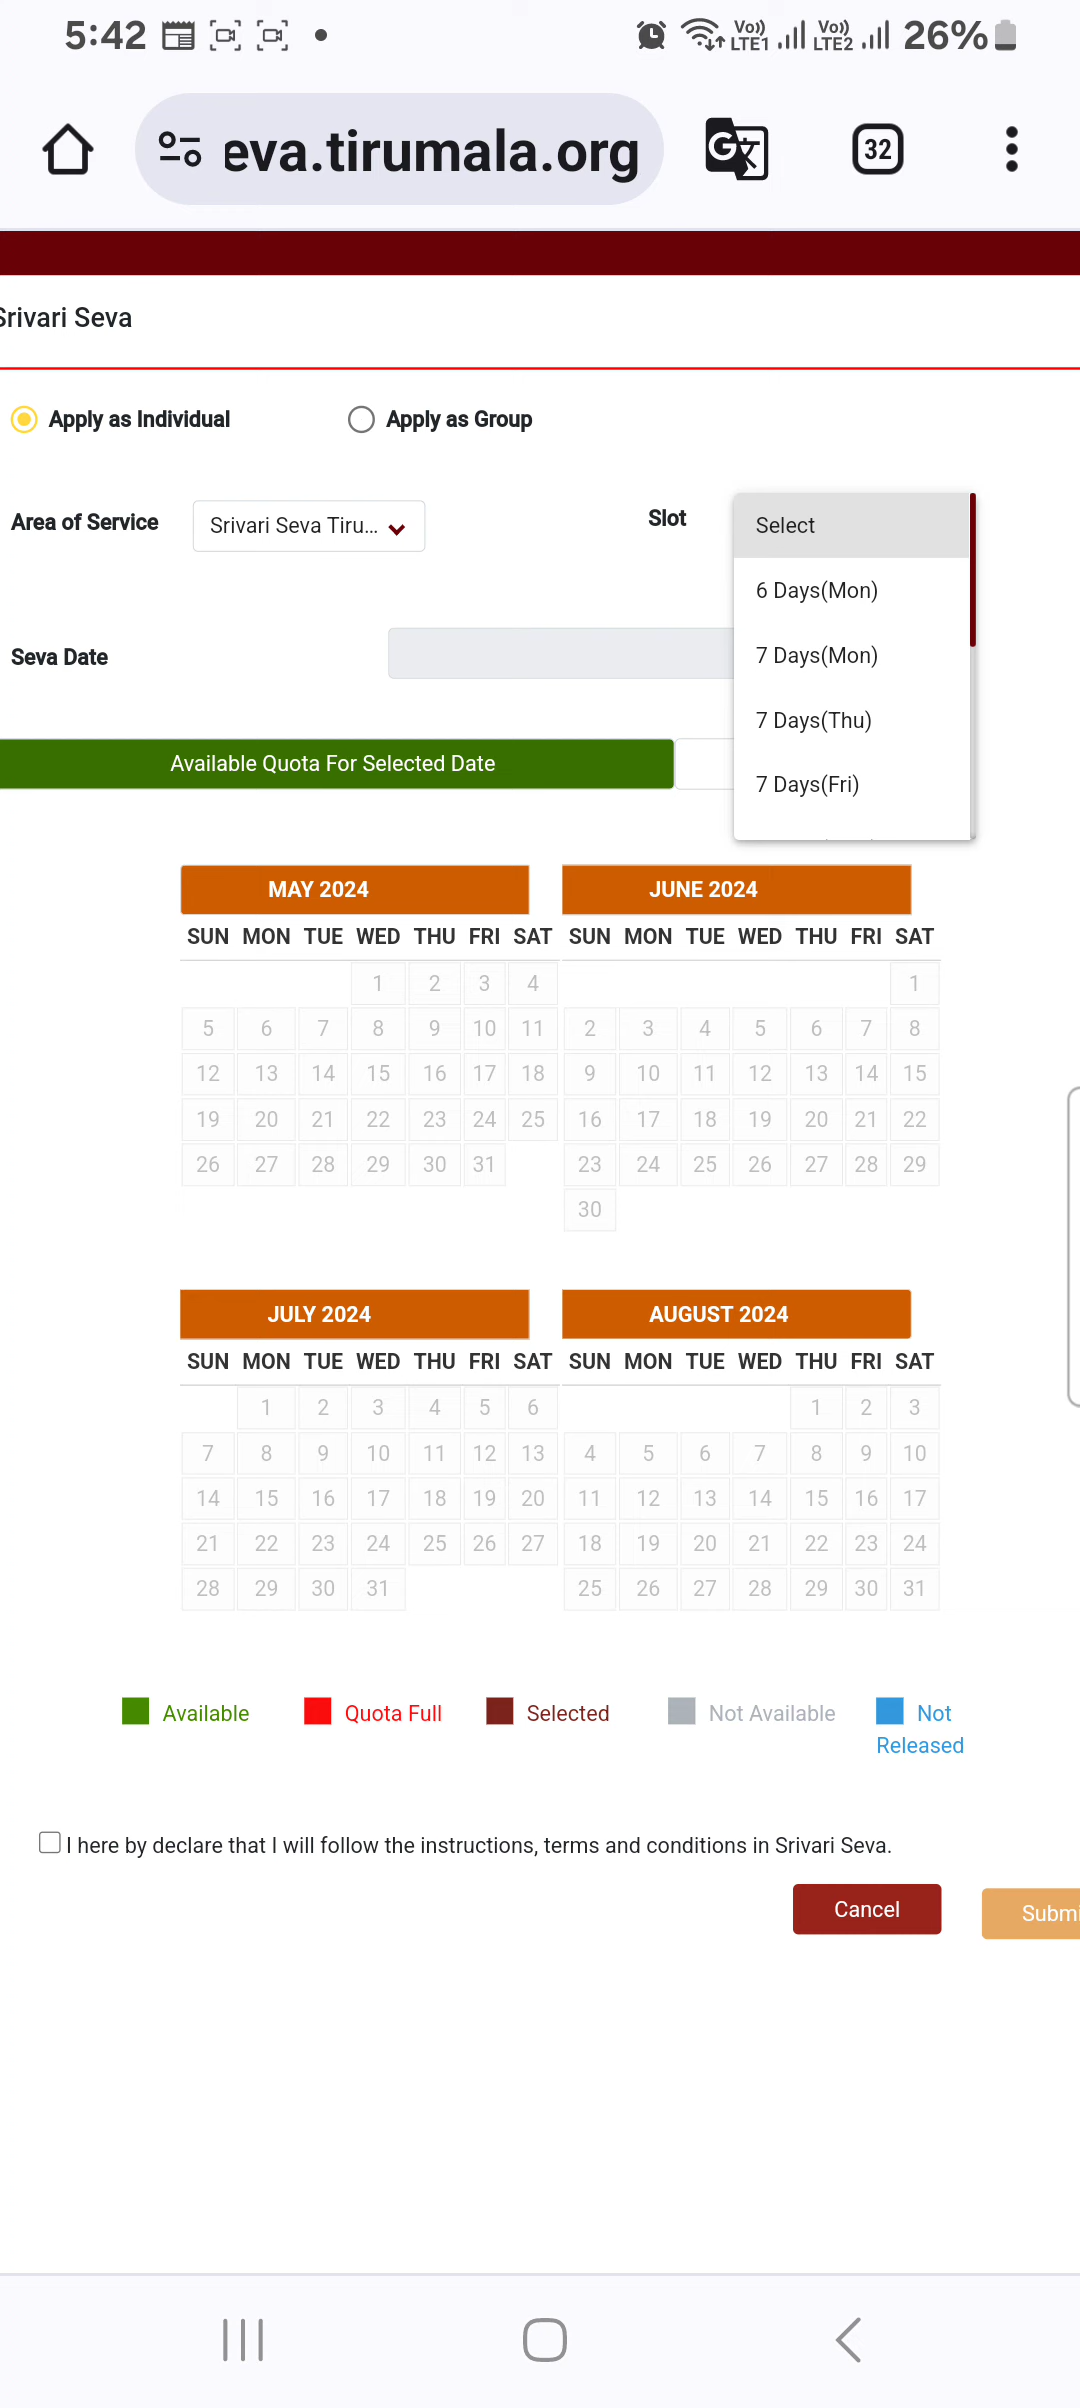 5:42 Vo)) LTE1 Vo)) LTE2 26%
eva.tirumala.org 32
Srivari Seva
Apply as Individual Apply as Group
Area of Service Srivari Seva Tiru... Slot Select
6 Days(Mon)
7 Days(Mon)
Seva Date
7 Days(Thu)
Available Quota For Selected Date
7 Days(Fri)
MAY 2024 JUNE 2024
SUN MON TUE WED THU FRI SAT SUN MON TUE WED THU FRI SAT
1 2 3 4 1
5 6 7 8 9 10 11 2 3 4 5 6 7 8
12 13 14 15 16 17 18 9 10 11 12 13 14 15
19 20 21 22 23 24 25 16 17 18 19 20 21 22
26 27 28 29 30 31 23 24 25 26 27 28 29
30
JULY 2024 AUGUST 2024
SUN MON TUE WED THU FRI SAT SUN MON TUE WED THU FRI SAT
1 2 3 4 5 6 1 2 3
7 8 9 10 11 12 13 4 5 6 7 8 9 10
14 15 16 17 18 19 20 11 12 13 14 15 16 17
21 22 23 24 25 26 27 18 19 20 21 22 23 24
28 29 30 31 25 26 27 28 29 30 31
Available Quota Full Selected Not Available Not
Released
I here by declare that I will follow the instructions, terms and conditions in Srivari Seva.
Cancel Submi